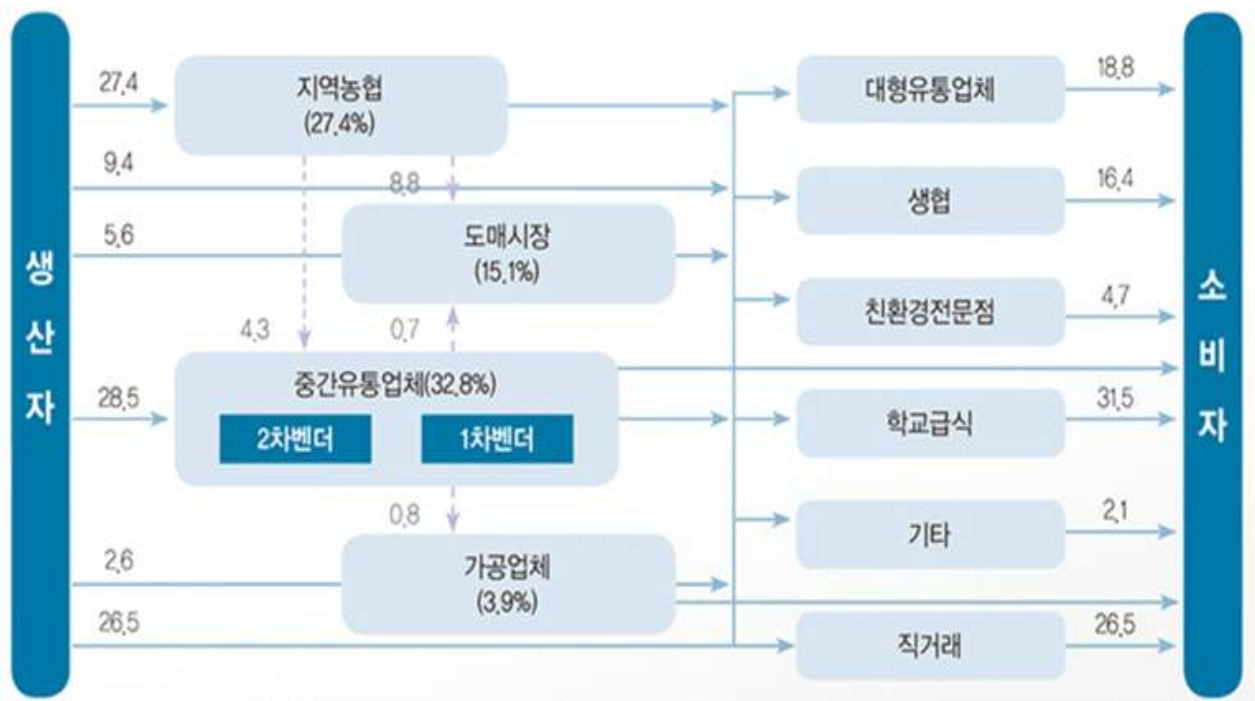 생산자
27.4
지역농협
(27.4%)
9.4
8.8
5.6
도매시장
(15.1%)
4.3
0.7
28.5
중간유통업체(32.8%)
2차벤더
1차벤더
0.8
2.6
가공업체
(3.9%)
26.5
대형유통업체
18.8
생협
16.4
친환경전문점
4.7
학교급식
31.5
기타
2.1
직거래
26.5
소비자